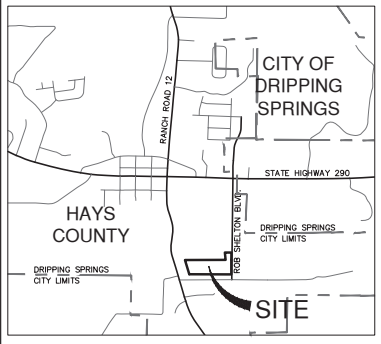 CITY OF
DRIPPING
SPRINGS
RANCH ROAD 12
STATE HIGHWAY 290
HAYS
COUNTY
ROB SHELTON BLVD.
DRIPPING SPRINGS
CITY LIMITS
DRIPPING SPRINGS
CITY LIMITS
SITE